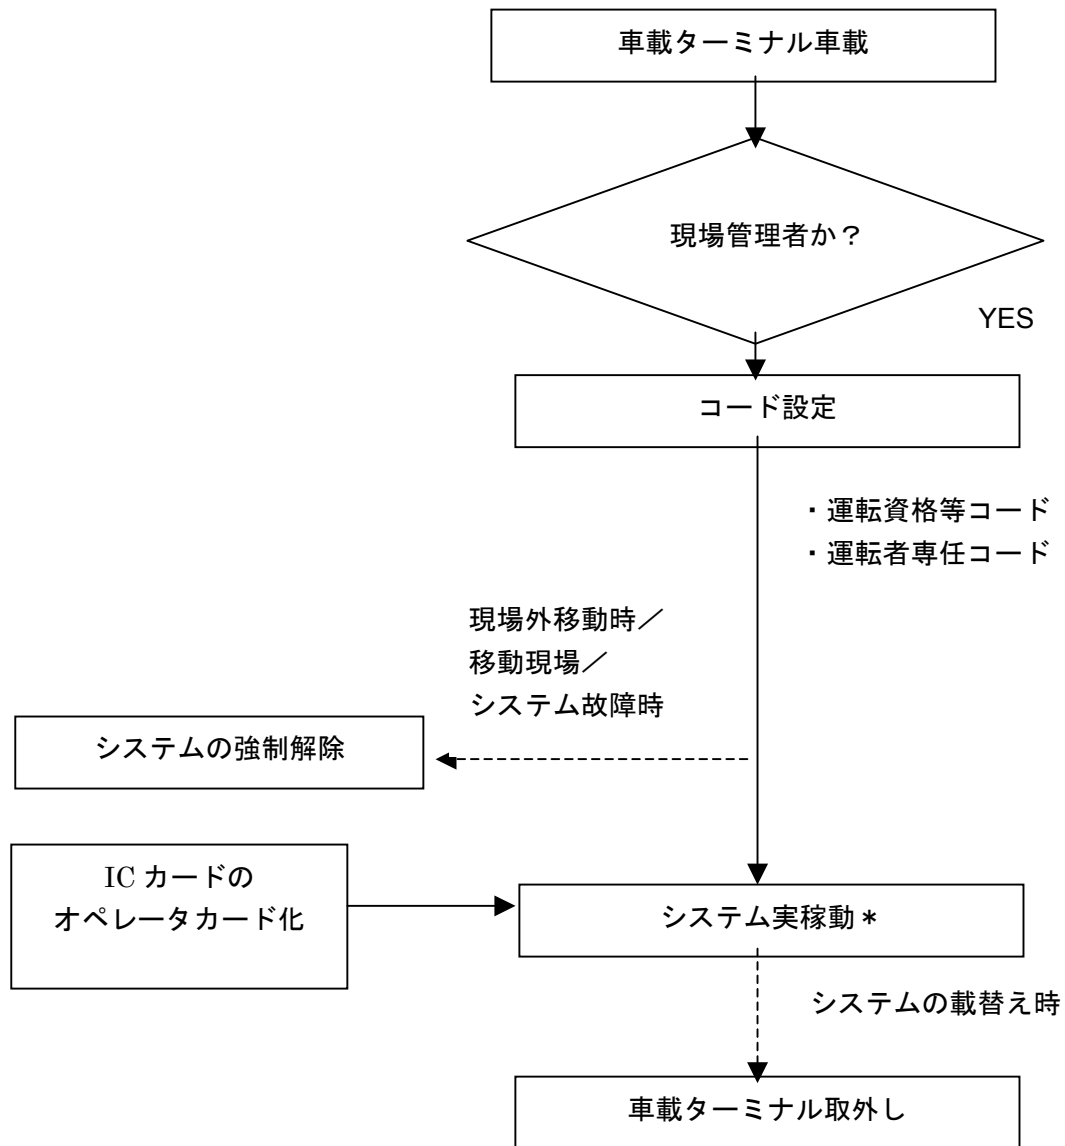 車載ターミナル車載
現場管理者か？
YES
コード設定
・運転資格等コード
・運転者専任コード
現場外移動時／
移動現場／
システム故障時
システムの強制解除
IC カードの
オペレータカード化
システム実稼動＊
システムの載替え時
車載ターミナル取外し